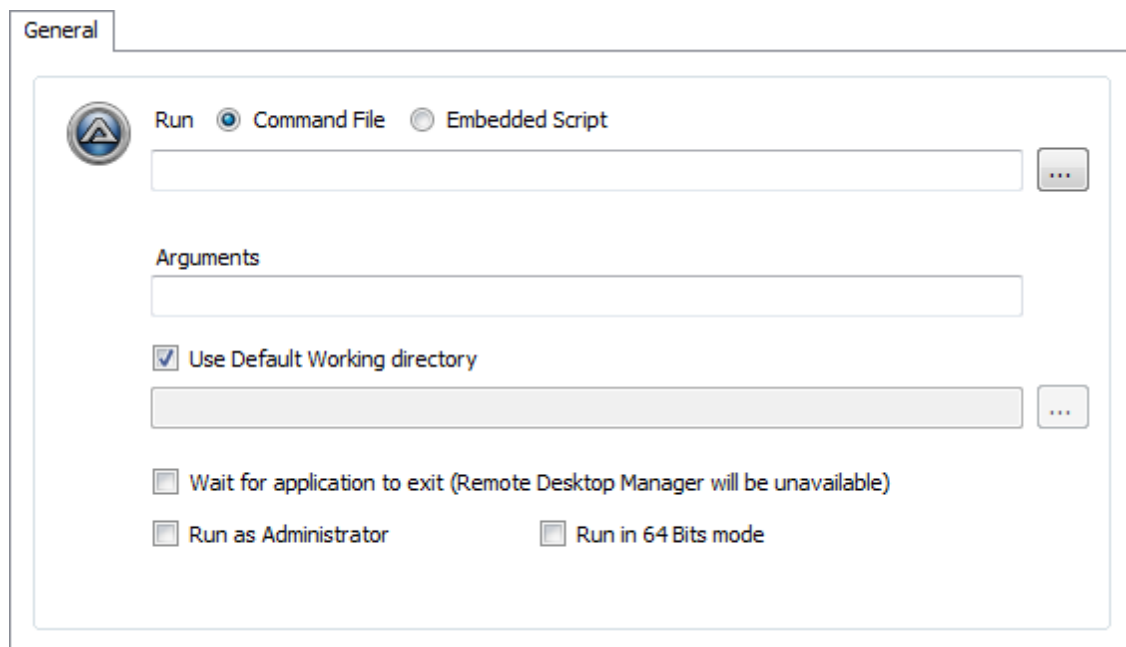 General
Run Command File Embedded Script
...
Arguments
Use Default Working directory
...
Wait for application to exit (Remote Desktop Manager will be unavailable)
Run as Administrator Run in 64 Bits mode